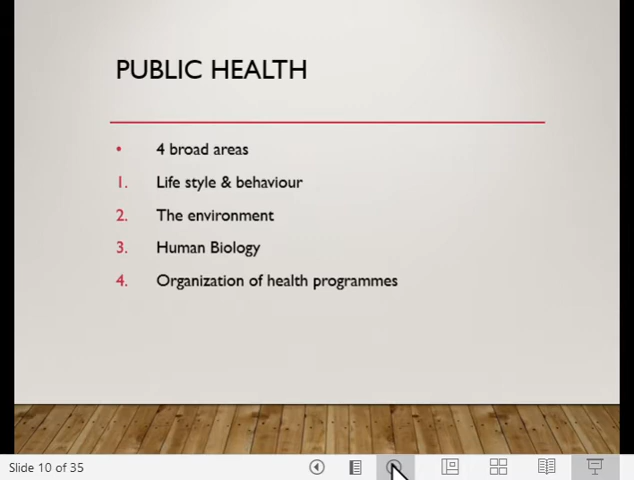 PUBLIC HEALTH
• 4 broad areas
1. Life style & behaviour
2. The environment
3. Human Biology
4. Organization of health programmes
Slide 10 of 35